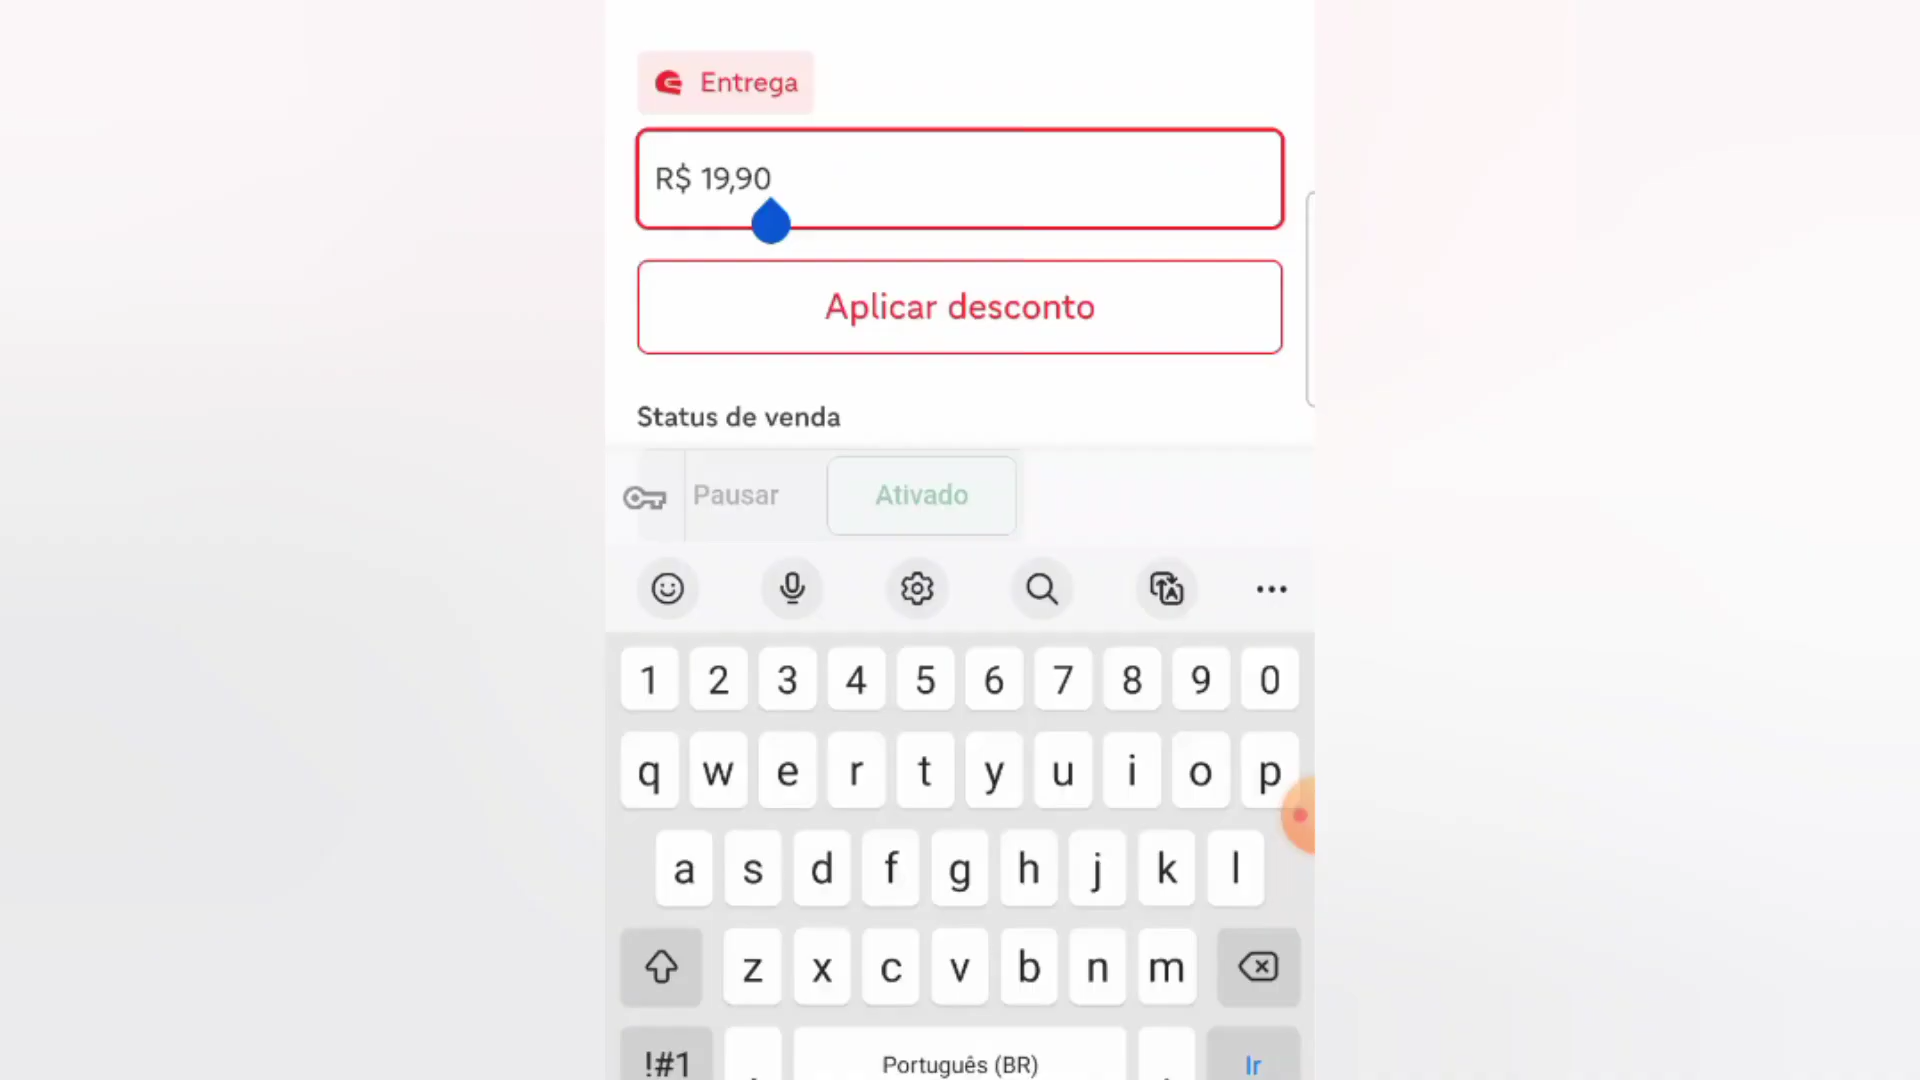 Entrega
R$ 19,90
Aplicar desconto
Status de venda
Pausar Ativado
1 2 3 4 5 6 7 8 9 0
q w e r t y u i o p
a s d f g h j k l
z x c v b n m
!#1 Português (BR) Ir